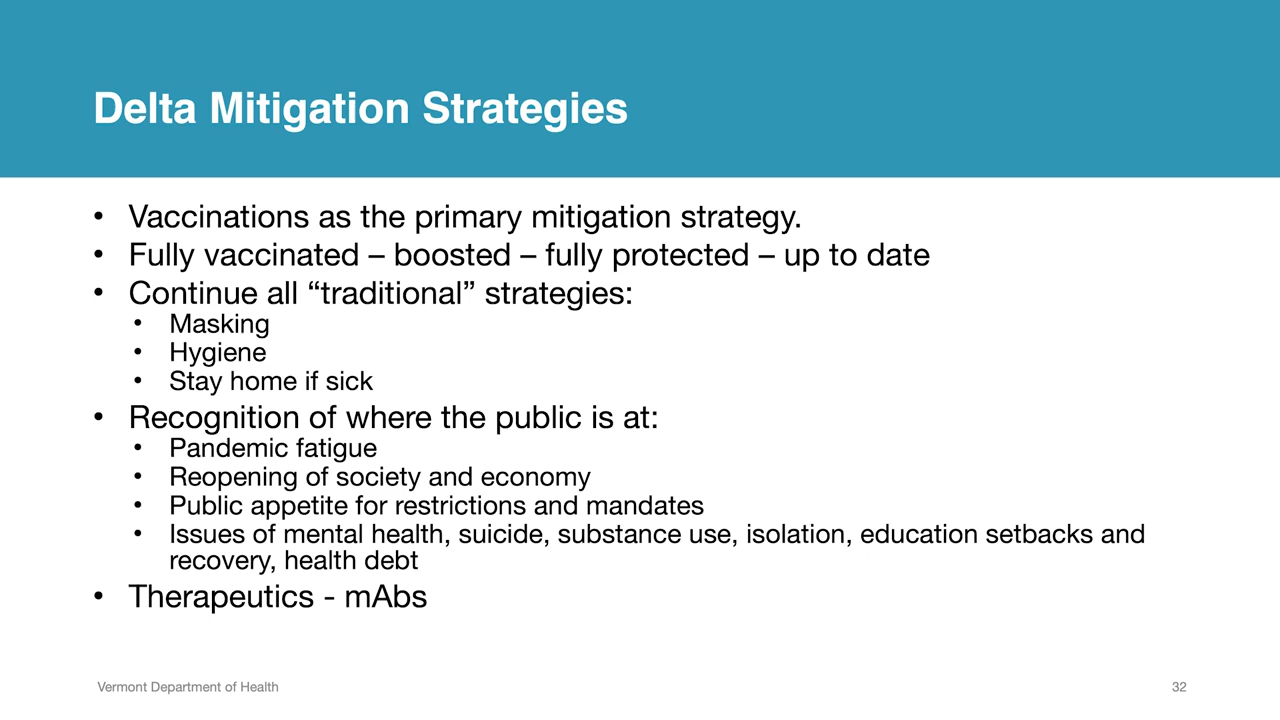 Delta Mitigation Strategies
• Vaccinations as the primary mitigation strategy.
• Fully vaccinated – boosted – fully protected – up to date
• Continue all “traditional” strategies:
• Masking
• Hygiene
• Stay home if sick
• Recognition of where the public is at:
• Pandemic fatigue
• Reopening of society and economy
• Public appetite for restrictions and mandates
• Issues of mental health, suicide, substance use, isolation, education setbacks and
recovery, health debt
• Therapeutics - mAbs
Vermont Department of Health
32